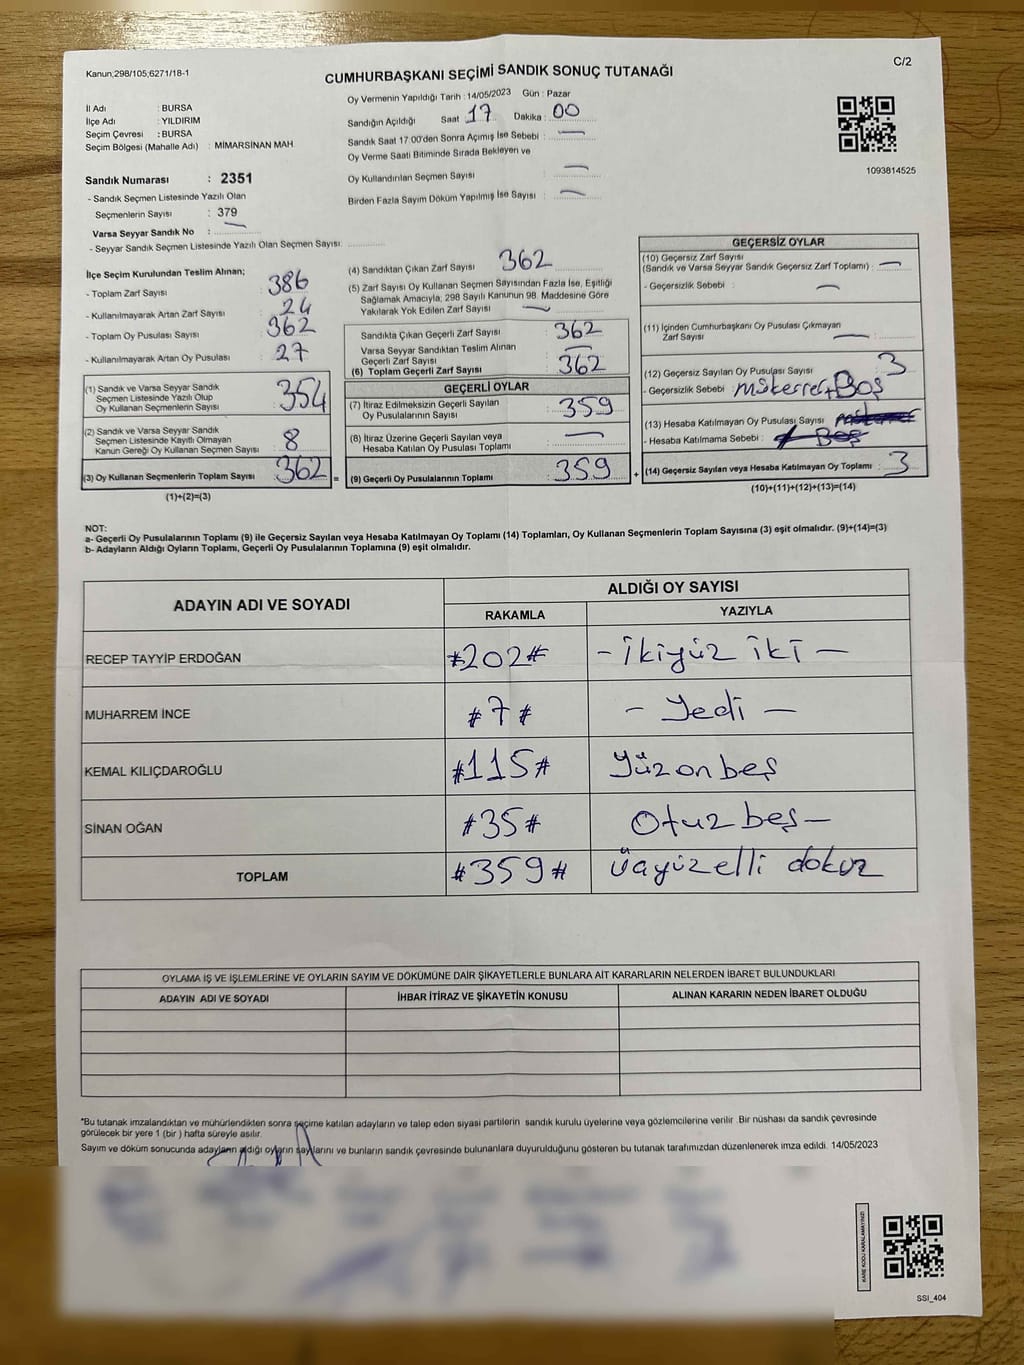 Kanun;298/105;6271/18-1
C/2
CUMHURBAŞKANI SEÇİMİ SANDIK SONUÇ TUTANAĞI
İl Adı : BURSA
İlçe Adı : YILDIRIM
Seçim Çevresi : BURSA
Seçim Bölgesi (Mahalle Adı) : MİMARSİNAN MAH.
Sandık Numarası : 2351
- Sandık Seçmen Listesinde Yazılı Olan
Seçmenlerin Sayısı : 379
Varsa Seyyar Sandık No : —
- Seyyar Sandık Seçmen Listesinde Yazılı Olan Seçmen Sayısı:
Oy Vermenin Yapıldığı Tarih : 14/05/2023 Gün : Pazar
Sandığın Açıldığı Saat : 17 Dakika : 00
Sandık Saat 17:00'den Sonra Açımış İse Sebebi : —
Oy Verme Saati Bitiminde Sırada Bekleyen ve
Oy Kullandırılan Seçmen Sayısı : —
Birden Fazla Sayım Döküm Yapılmış İse Sayısı : —
1093814525
İlçe Seçim Kurulundan Teslim Alınan;
- Toplam Zarf Sayısı : 386
- Kullanılmayarak Artan Zarf Sayısı : 24
- Toplam Oy Pusulası Sayısı : 362
- Kullanılmayarak Artan Oy Pusulası : 27
(1) Sandık ve Varsa Seyyar Sandık
Seçmen Listesinde Yazılı Olup
Oy Kullanan Seçmenlerin Sayısı : 354
(2) Sandık ve Varsa Seyyar Sandık
Seçmen Listesinde Kayıtlı Olmayan
Kanun Gereği Oy Kullanan Seçmen Sayısı : 8
(3) Oy Kullanan Seçmenlerin Toplam Sayısı : 362 =
(1)+(2)=(3)
(4) Sandıktan Çıkan Zarf Sayısı : 362
(5) Zarf Sayısı Oy Kullanan Seçmen Sayısından Fazla İse, Eşitliği
Sağlamak Amacıyla; 298 Sayılı Kanunun 98. Maddesine Göre
Yakılarak Yok Edilen Zarf Sayısı : —
Sandıkta Çıkan Geçerli Zarf Sayısı : 362
Varsa Seyyar Sandıktan Teslim Alınan
Geçerli Zarf Sayısı : —
(6) Toplam Geçerli Zarf Sayısı : 362
GEÇERLİ OYLAR
(7) İtiraz Edilmeksizin Geçerli Sayılan
Oy Pusulalarının Sayısı : 359
(8) İtiraz Üzerine Geçerli Sayılan veya
Hesaba Katılan Oy Pusulası Toplamı : —
(9) Geçerli Oy Pusulalarının Toplamı : 359 +
GEÇERSİZ OYLAR
(10) Geçersiz Zarf Sayısı
(Sandık ve Varsa Seyyar Sandık Geçersiz Zarf Toplamı) : —
- Geçersizlik Sebebi : —
(11) İçinden Cumhurbaşkanı Oy Pusulası Çıkmayan
Zarf Sayısı : —
(12) Geçersiz Sayılan Oy Pusulası Sayısı : 3
- Geçersizlik Sebebi : mükerrer+Boş
(13) Hesaba Katılmayan Oy Pusulası Sayısı :
- Hesaba Katılmama Sebebi : Boş
(14) Geçersiz Sayılan veya Hesaba Katılmayan Oy Toplamı : 3
(10)+(11)+(12)+(13)=(14)
NOT:
a- Geçerli Oy Pusulalarının Toplamı (9) ile Geçersiz Sayılan veya Hesaba Katılmayan Oy Toplamı (14) Toplamları, Oy Kullanan Seçmenlerin Toplam Sayısına (3) eşit olmalıdır. (9)+(14)=(3)
b- Adayların Aldığı Oyların Toplamı, Geçerli Oy Pusulalarının Toplamına (9) eşit olmalıdır.
ADAYIN ADI VE SOYADI ALDIĞI OY SAYISI
RAKAMLA YAZIYLA
RECEP TAYYİP ERDOĞAN #202# - ikiyüz iki —
MUHARREM İNCE #7# - Yedi —
KEMAL KILIÇDAROĞLU #115# Yüzonbeş
SİNAN OĞAN #35# Otuzbeş —
TOPLAM #359# üçyüzelli dokuz
OYLAMA İŞ VE İŞLEMLERİNE VE OYLARIN SAYIM VE DÖKÜMÜNE DAİR ŞİKAYETLERLE BUNLARA AİT KARARLARIN NELERDEN İBARET BULUNDUKLARI
ADAYIN ADI VE SOYADI İHBAR İTİRAZ VE ŞİKAYETİN KONUSU ALINAN KARARIN NEDEN İBARET OLDUĞU
*Bu tutanak imzalandıktan ve mühürlendikten sonra seçime katılan adayların ve talep eden siyasi partilerin sandık kurulu üyelerine veya gözlemcilerine verilir. Bir nüshası da sandık çevresinde
görülecek bir yere 1 (bir ) hafta süreyle asılır.
Sayım ve döküm sonucunda adayların aldığı oyların sayılarını ve bunların sandık çevresinde bulunanlara duyurulduğunu gösteren bu tutanak tarafımızdan düzenlenerek imza edildi. 14/05/2023
KARE KODU KARALAMAYINIZ!
SSI_404